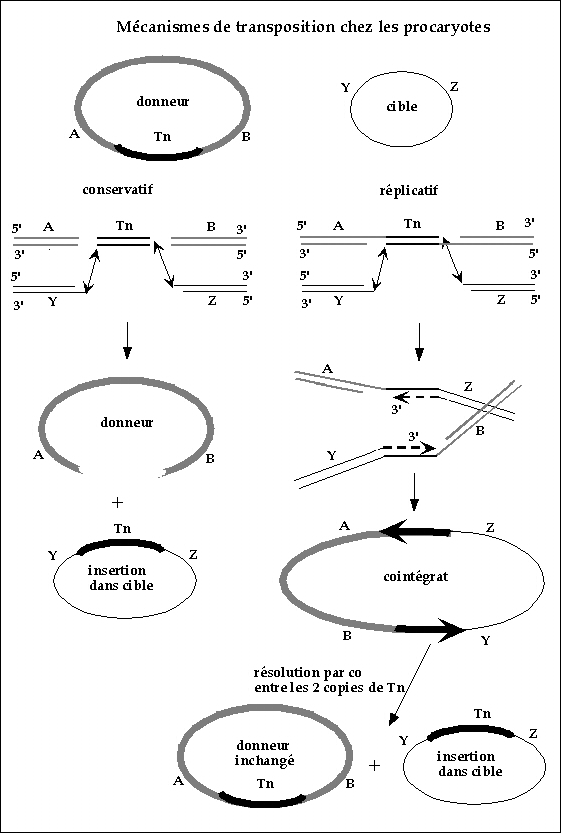 Mécanismes de transposition chez les procaryotes
donneur
Tn
A
B
Y
Z
cible
conservatif
réplicatif
5' A Tn B 3'
3' 5'
5' 3'
3' Y Z 5'
5' A Tn B 3'
3' 5'
5' 3'
3' Y Z 5'
donneur
A B
+
Tn
Y Z
insertion
dans cible
A
Z
3'
3'
B
Y
A Z
cointégrat
B Y
résolution par co
entre les 2 copies de Tn
donneur
inchangé
Tn
A B
+
Tn
Y Z
insertion
dans cible